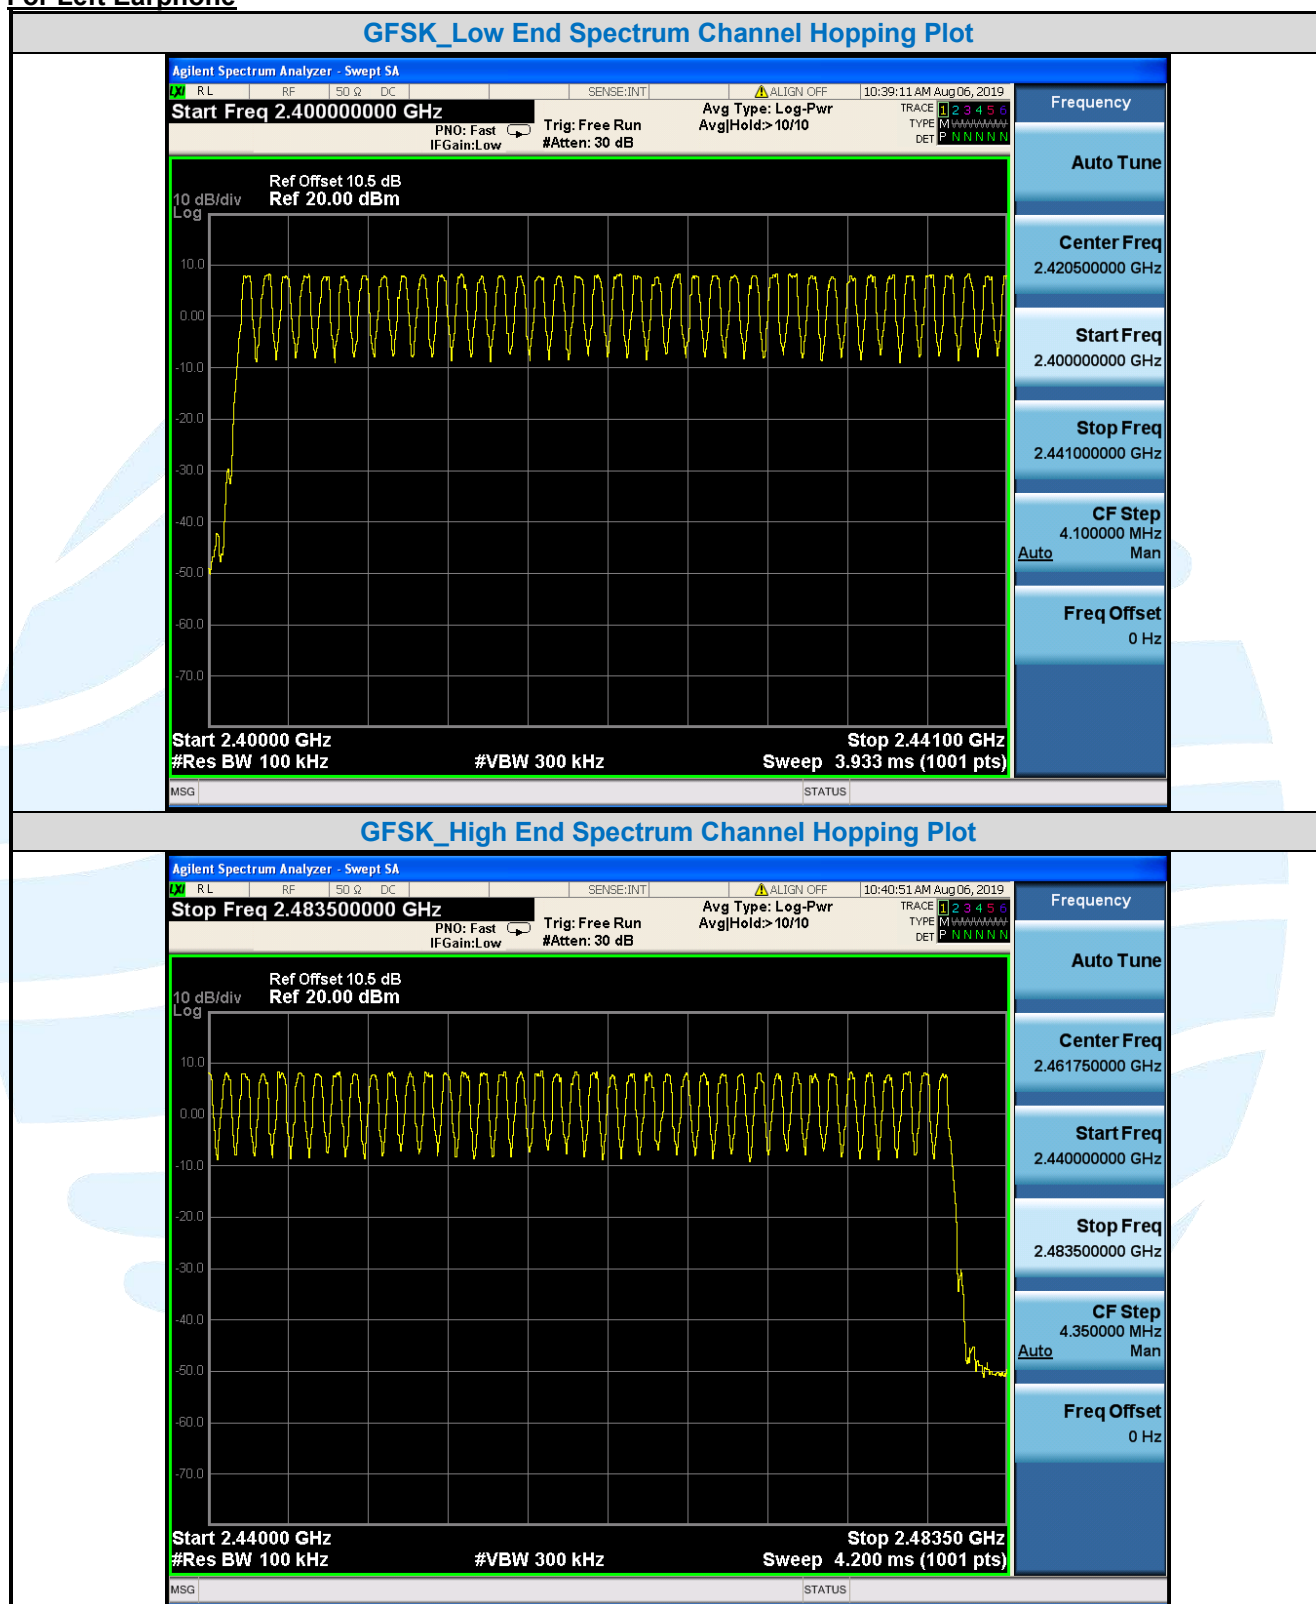 For Left Earphone
GFSK_Low End Spectrum Channel Hopping Plot
Agilent Spectrum Analyzer - Swept SA
LXI RL RF 50 Ω DC SENSE:INT ALIGN OFF 10:39:11 AM Aug 06, 2019
Start Freq 2.400000000 GHz
PNO: Fast
IFGain:Low
Trig: Free Run
#Atten: 30 dB
Avg Type: Log-Pwr
Avg|Hold:>10/10
TRACE 1 2 3 4 5 6
TYPE M WWWWW
DET P N N N N N
Ref Offset 10.5 dB
10 dB/div Ref 20.00 dBm
Log
10.0
0.00
-10.0
-20.0
-30.0
-40.0
-50.0
-60.0
-70.0
Start 2.40000 GHz Stop 2.44100 GHz
#Res BW 100 kHz #VBW 300 kHz Sweep 3.933 ms (1001 pts)
MSG STATUS
Frequency
Auto Tune
Center Freq
2.420500000 GHz
Start Freq
2.400000000 GHz
Stop Freq
2.441000000 GHz
CF Step
4.100000 MHz
Auto Man
Freq Offset
0 Hz
GFSK_High End Spectrum Channel Hopping Plot
Agilent Spectrum Analyzer - Swept SA
LXI RL RF 50 Ω DC SENSE:INT ALIGN OFF 10:40:51 AM Aug 06, 2019
Stop Freq 2.483500000 GHz
PNO: Fast
IFGain:Low
Trig: Free Run
#Atten: 30 dB
Avg Type: Log-Pwr
Avg|Hold:>10/10
TRACE 1 2 3 4 5 6
TYPE M WWWWW
DET P N N N N N
Ref Offset 10.5 dB
10 dB/div Ref 20.00 dBm
Log
10.0
0.00
-10.0
-20.0
-30.0
-40.0
-50.0
-60.0
-70.0
Start 2.44000 GHz Stop 2.48350 GHz
#Res BW 100 kHz #VBW 300 kHz Sweep 4.200 ms (1001 pts)
MSG STATUS
Frequency
Auto Tune
Center Freq
2.461750000 GHz
Start Freq
2.440000000 GHz
Stop Freq
2.483500000 GHz
CF Step
4.350000 MHz
Auto Man
Freq Offset
0 Hz